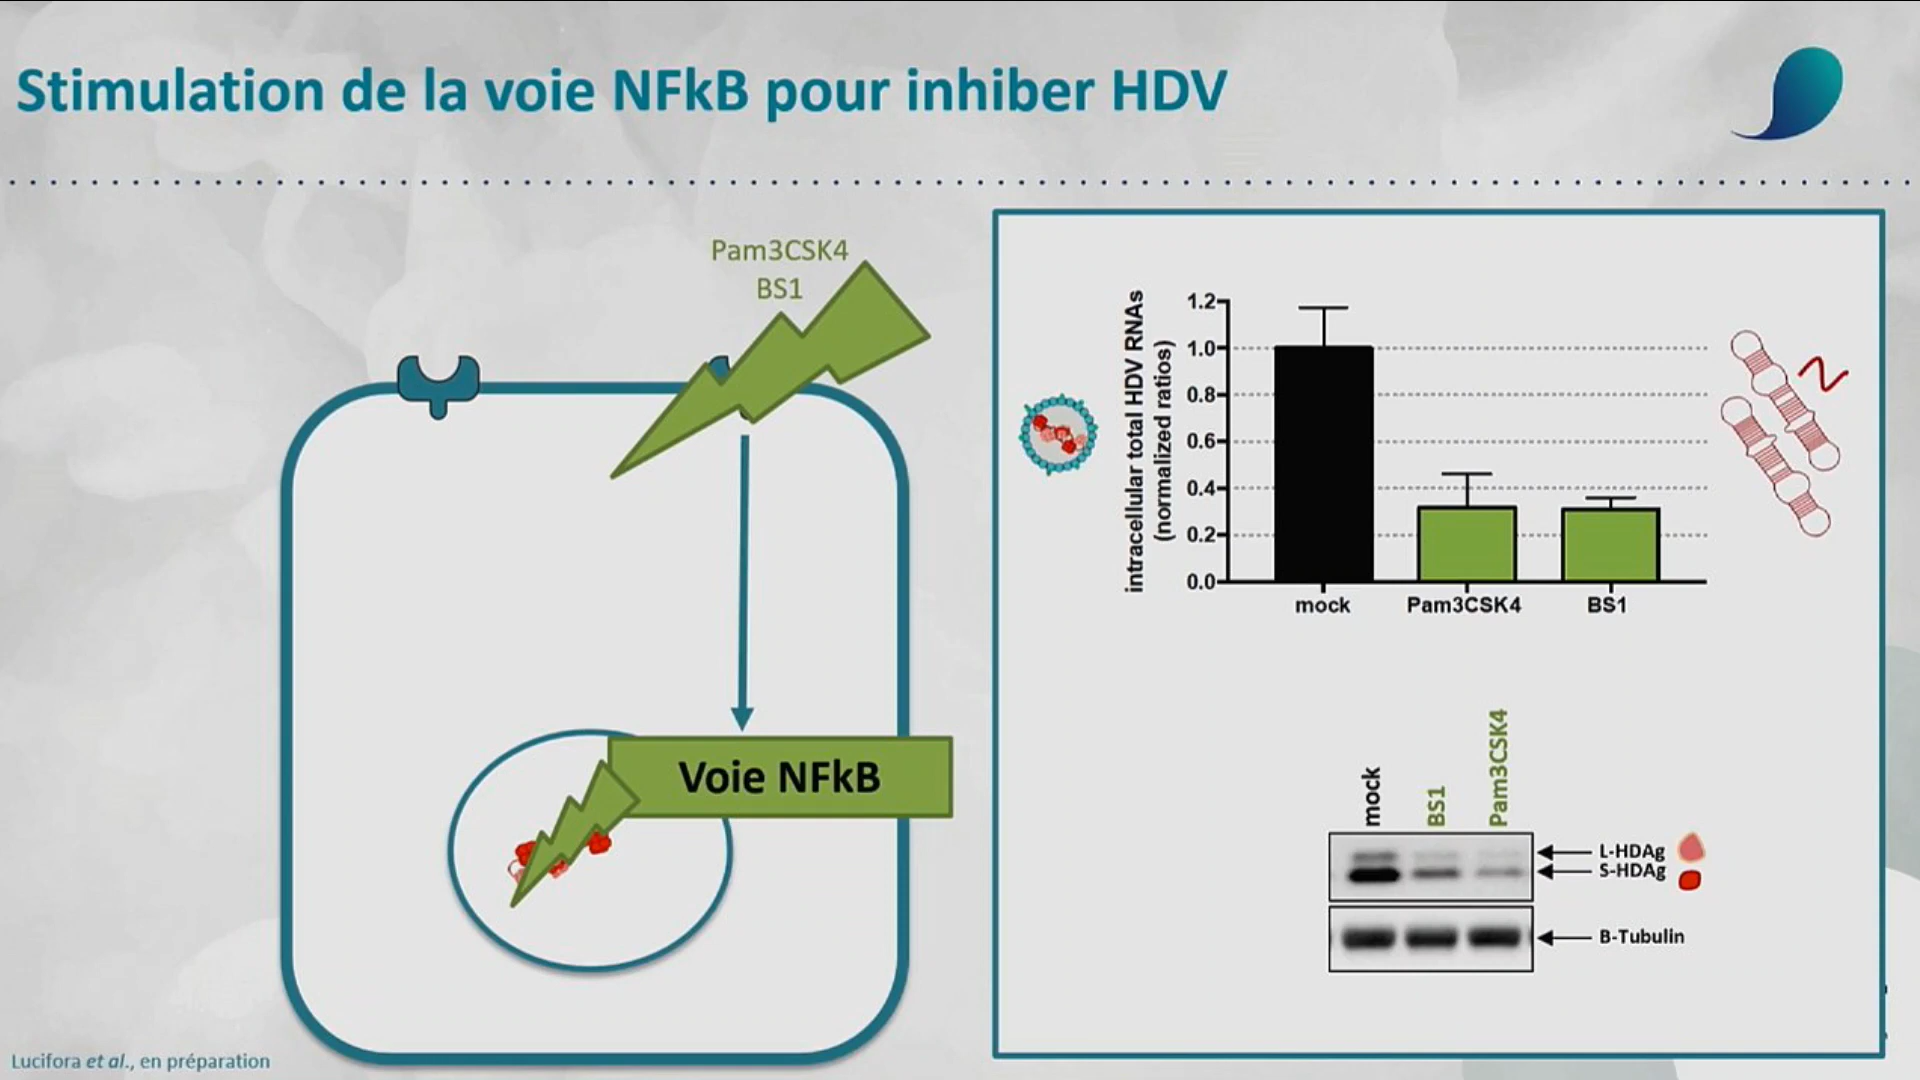 Stimulation de la voie NFkB pour inhiber HDV
Pam3CSK4
BS1
Voie NFkB
intracellular total HDV RNAs
(normalized ratios)
1.2
1.0
0.8
0.6
0.4
0.2
0.0
mock
Pam3CSK4
BS1
mock
BS1
Pam3CSK4
L-HDAg
S-HDAg
B-Tubulin
Lucifora et al., en préparation